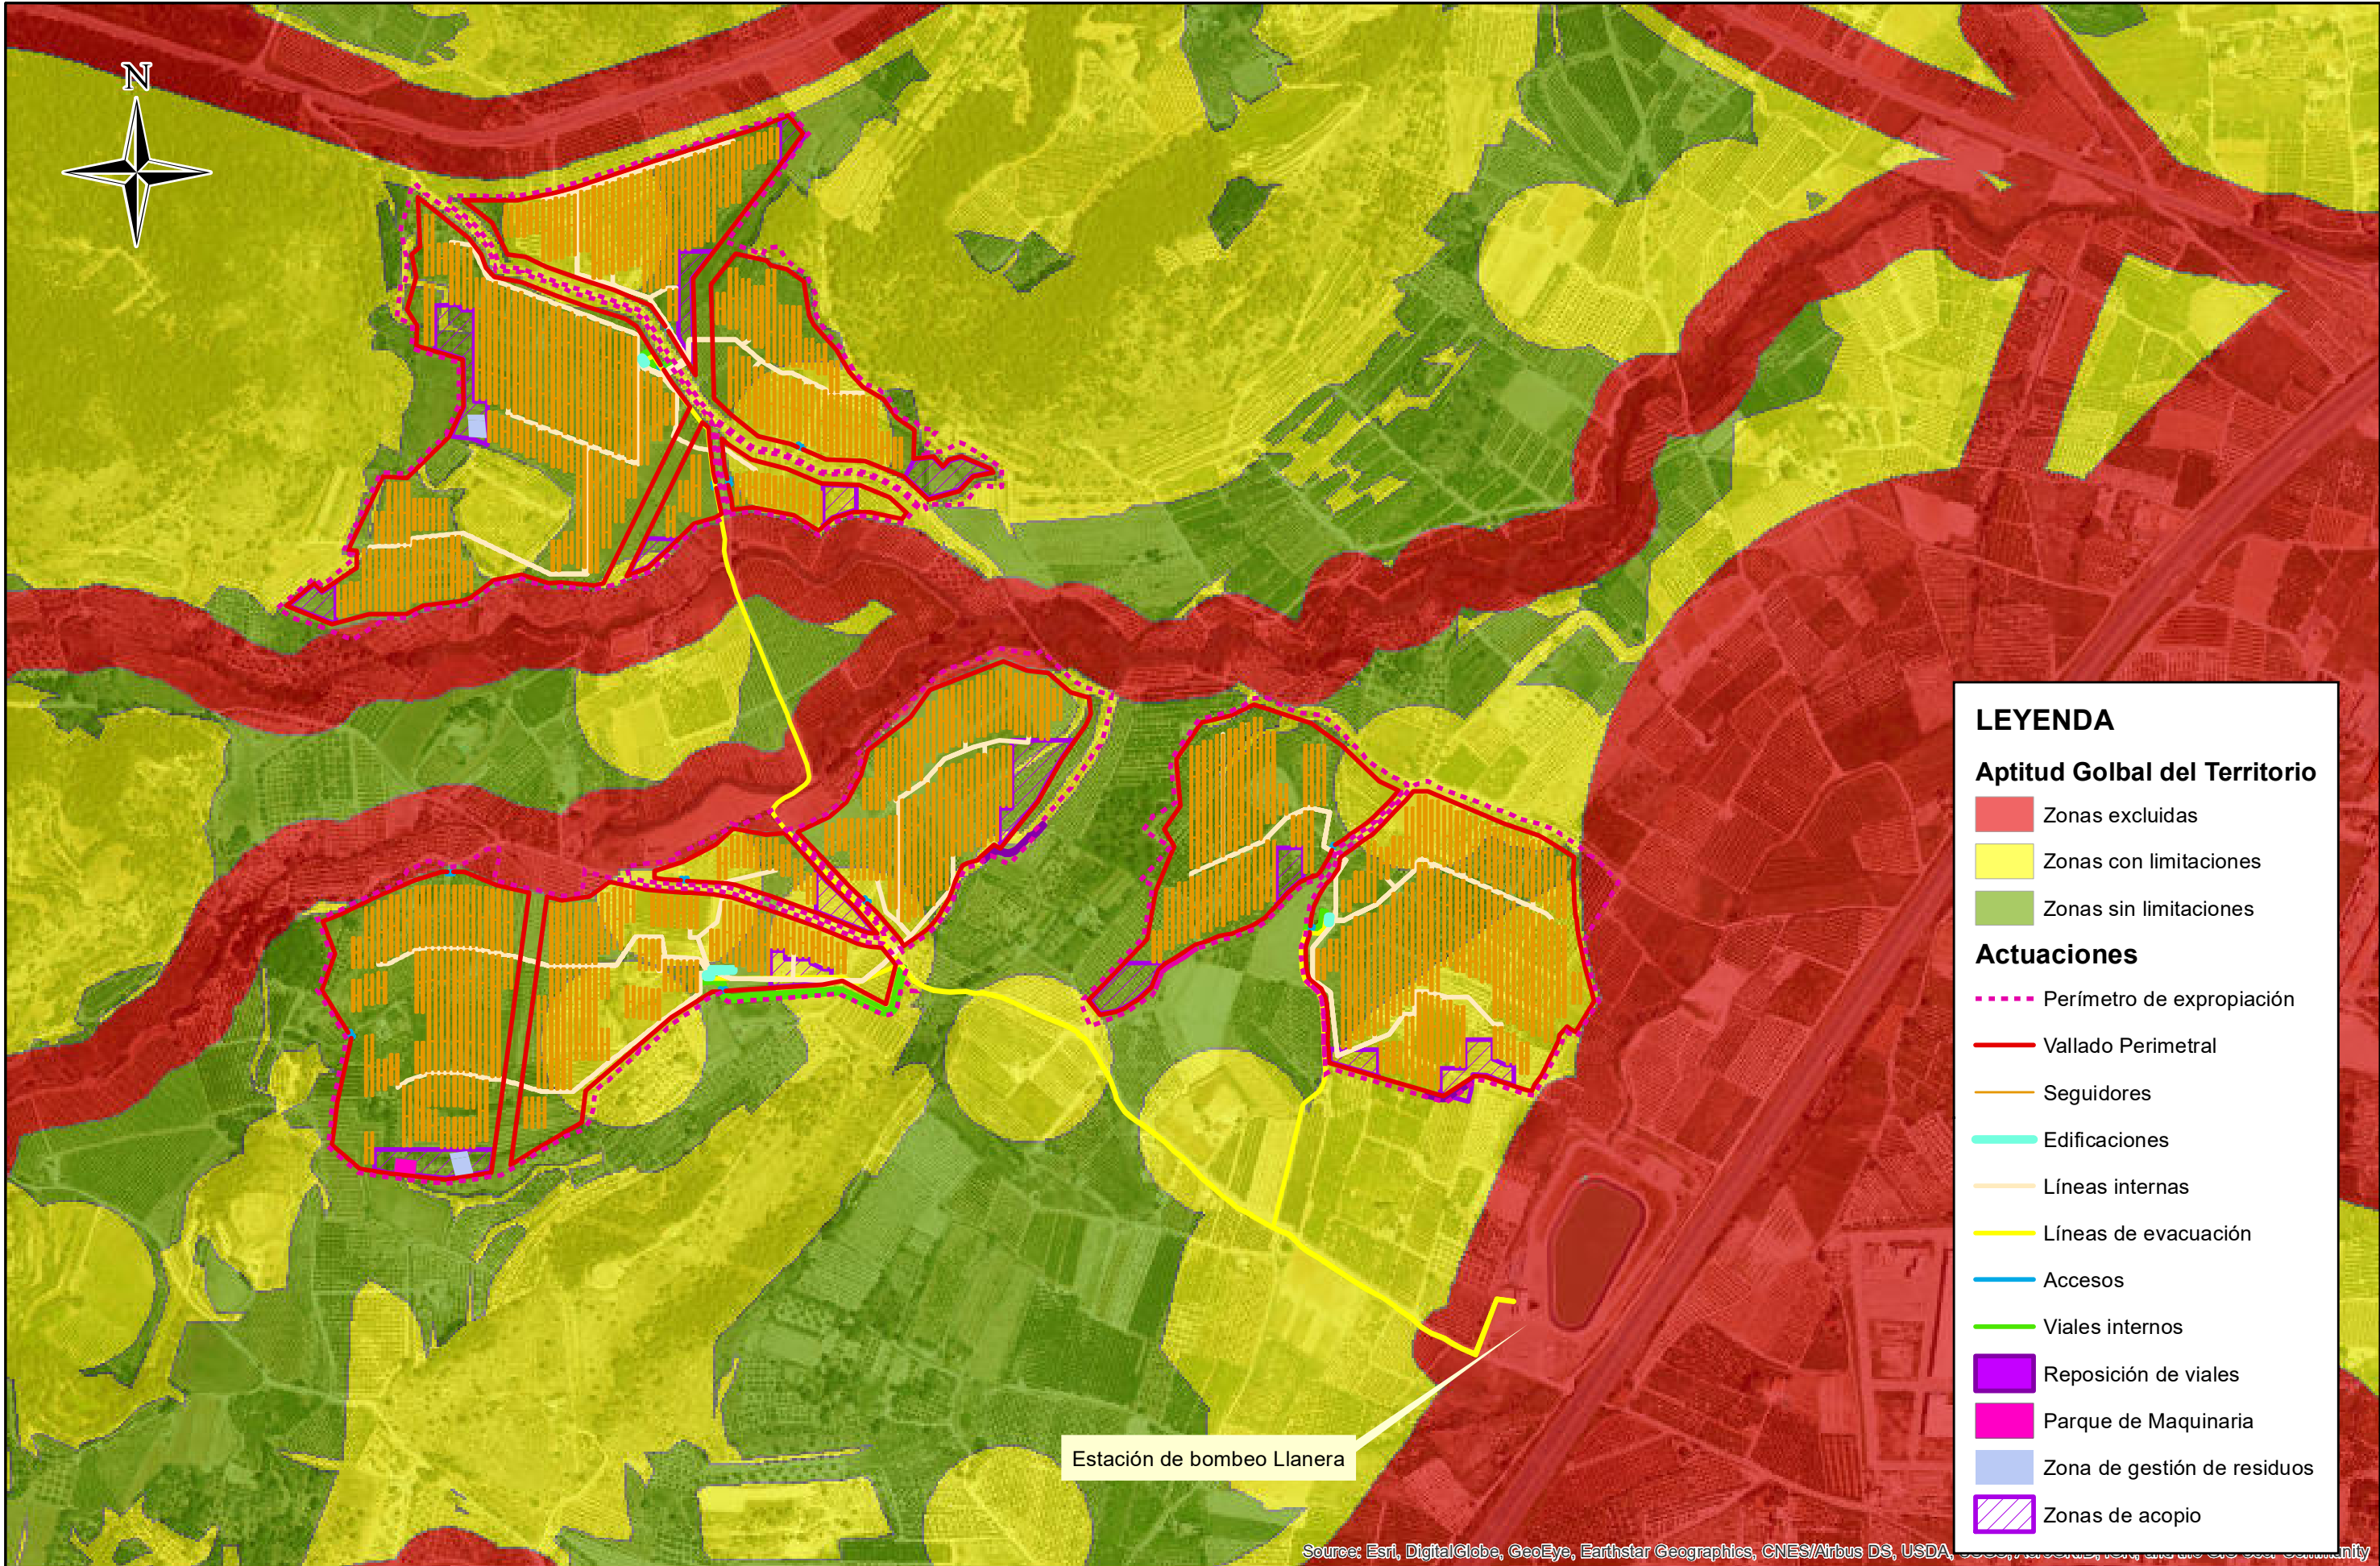 N
LEYENDA
Aptitud Golbal del Territorio
Zonas excluidas
Zonas con limitaciones
Zonas sin limitaciones
Actuaciones
Perímetro de expropiación
Vallado Perimetral
Seguidores
Edificaciones
Líneas internas
Líneas de evacuación
Accesos
Viales internos
Reposición de viales
Parque de Maquinaria
Zona de gestión de residuos
Zonas de acopio
Estación de bombeo Llanera
Source: Esri, DigitalGlobe, GeoEye, Earthstar Geographics, CNES/Airbus DS, USDA,